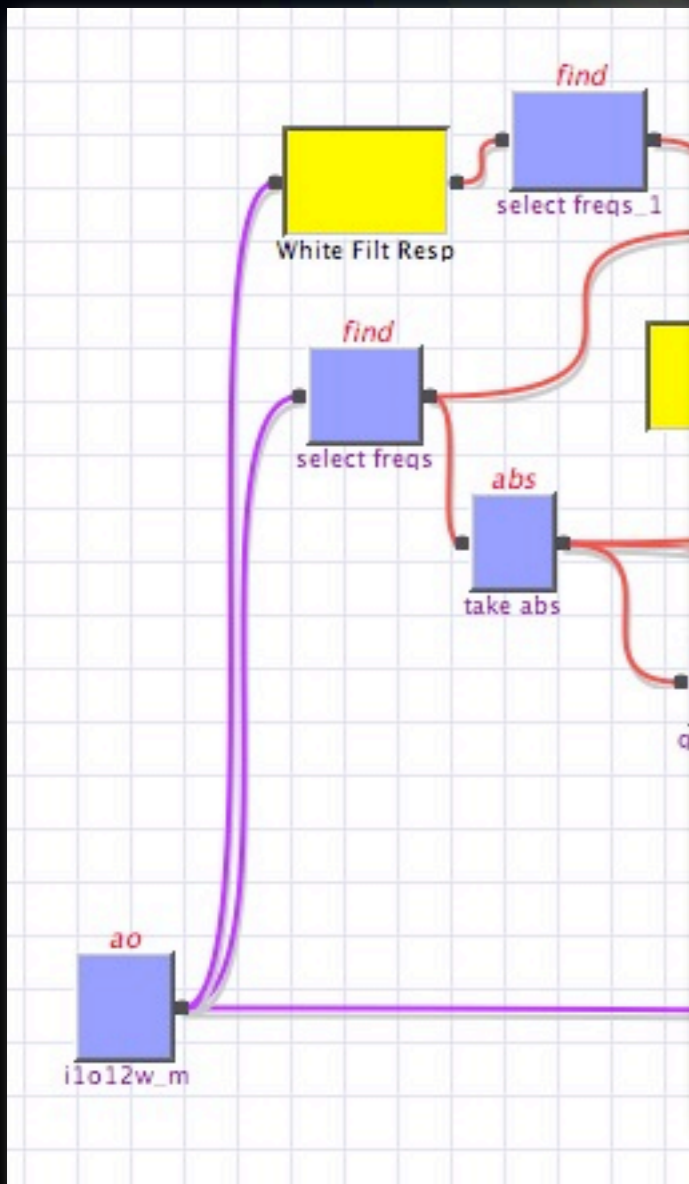 find
select freqs_1
White Filt Resp
find
select freqs
abs
take abs
ao
i1o12w_m